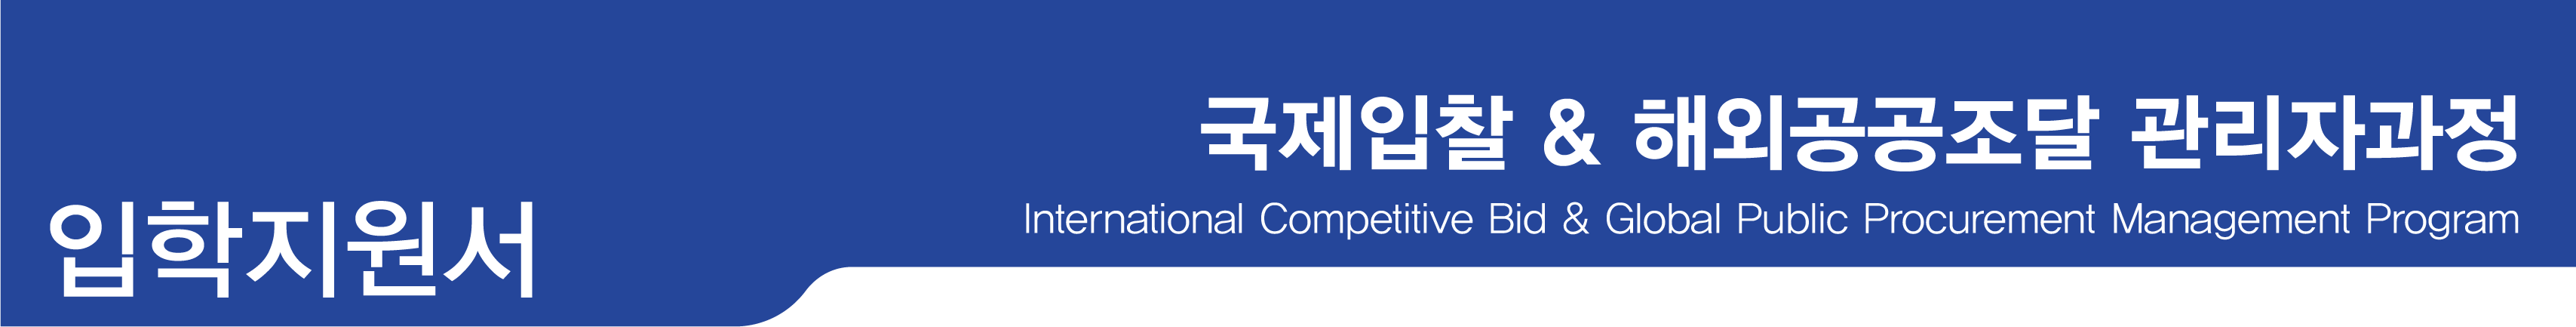 국제입찰 & 해외공공조달 관리자과정
International Competitive Bid & Global Public Procurement Management Program
입학지원서